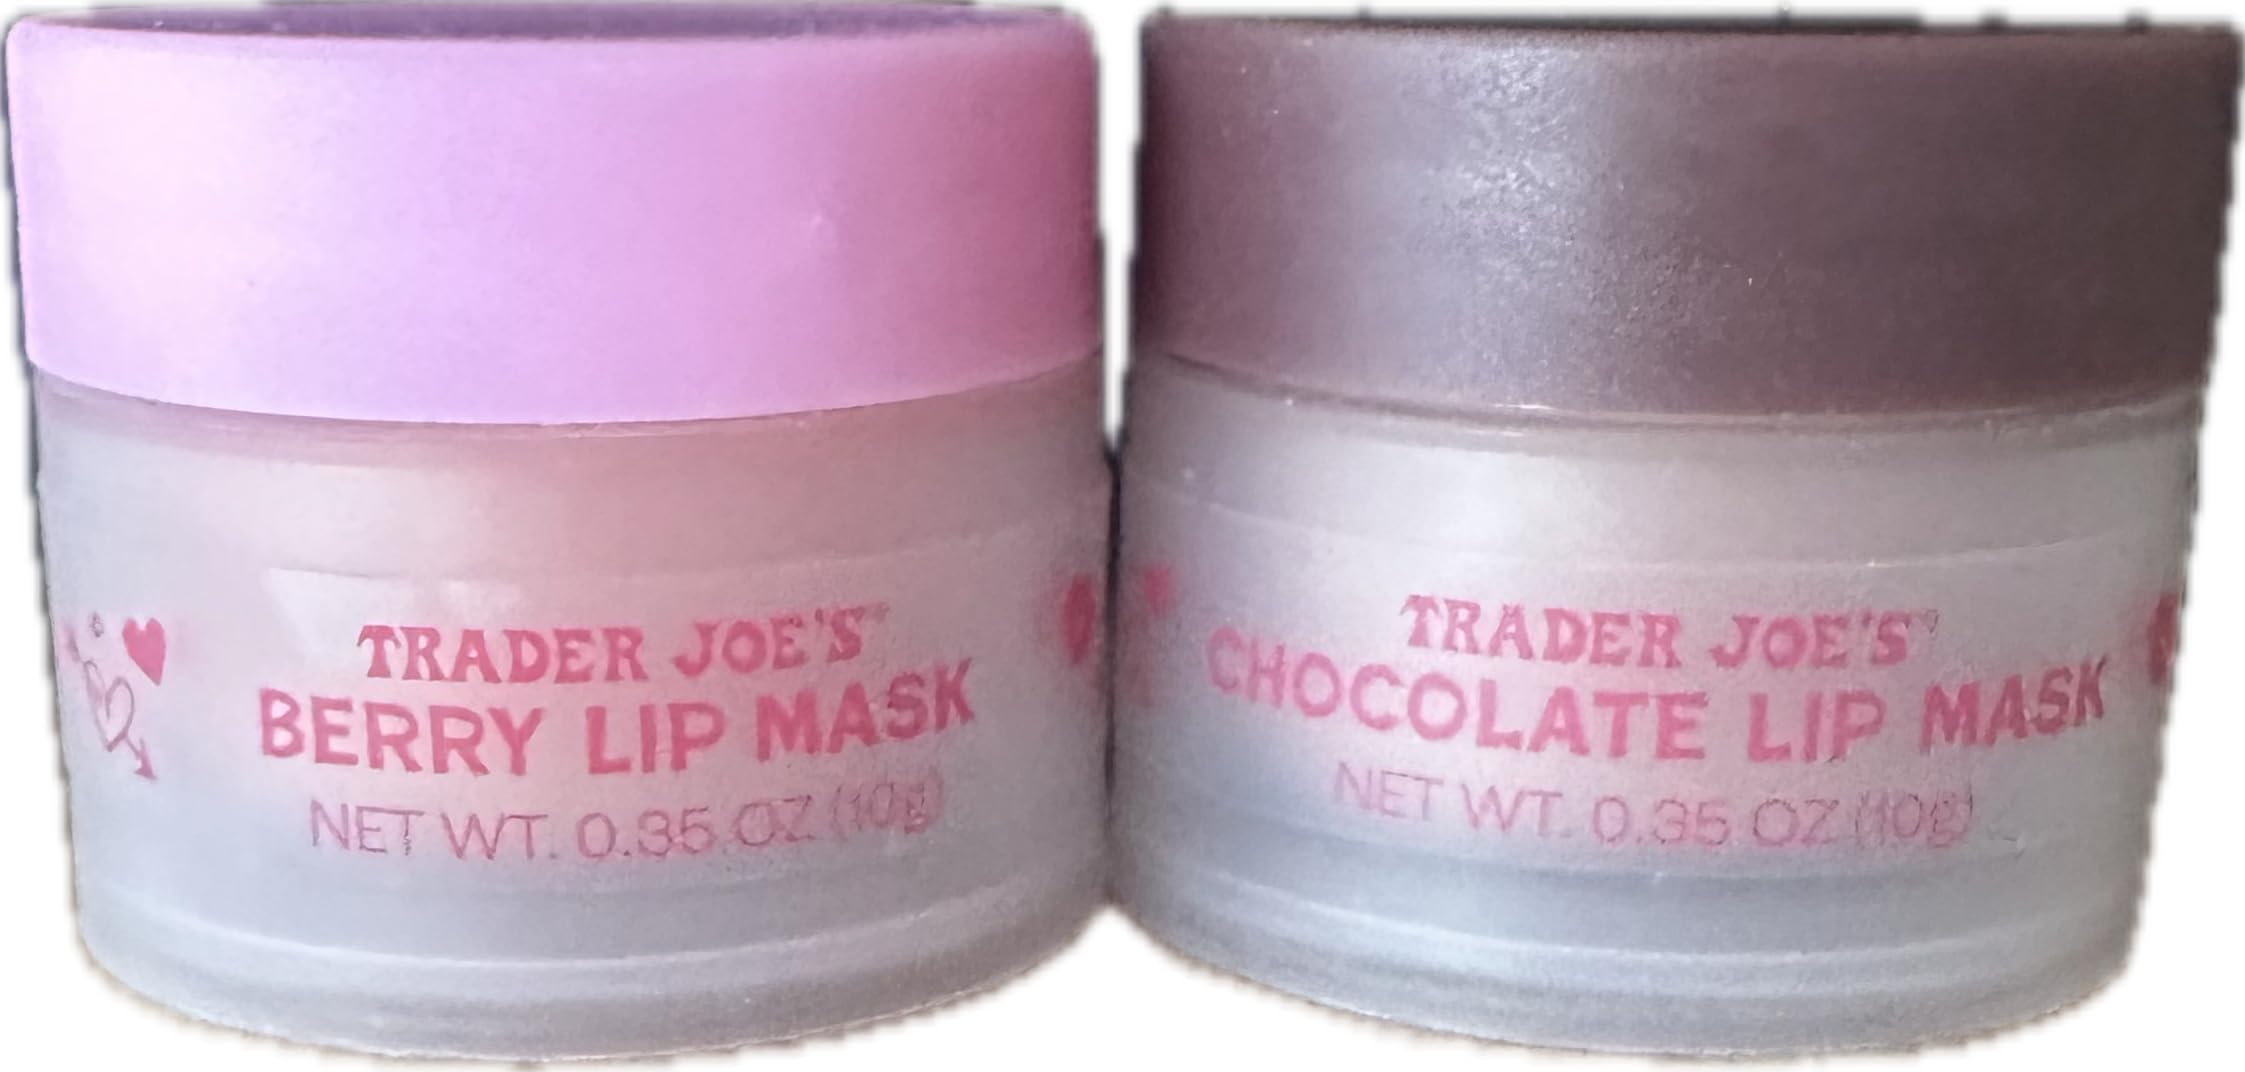 TRADER JOE'S
BERRY LIP MASK
NET WT. 0.35 OZ (10g)
TRADER JOE'S
CHOCOLATE LIP MASK
NET WT. 0.35 OZ (10g)